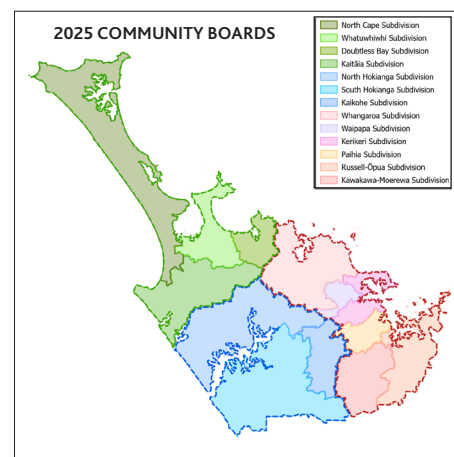 2025 COMMUNITY BOARDS
North Cape Subdivision
Whatuwhiwhi Subdivision
Doubtless Bay Subdivision
Kaitāia Subdivision
North Hokianga Subdivision
South Hokianga Subdivision
Kaikohe Subdivision
Whangaroa Subdivision
Waipapa Subdivision
Kerikeri Subdivision
Paihia Subdivision
Russell-Ōpua Subdivision
Kawakawa-Moerewa Subdivision